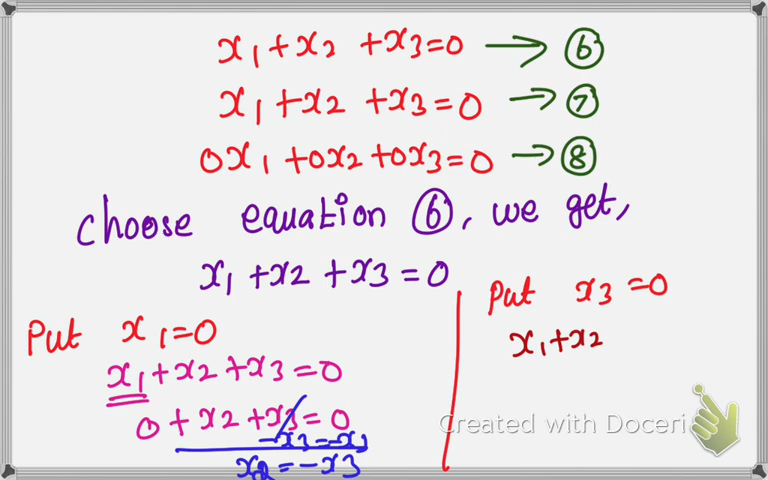 x1 + x2 + x3 = 0 → ⑥
x1 + x2 + x3 = 0 → ⑦
0x1 + 0x2 + 0x3 = 0 → ⑧
choose equation ⑥, we get,
x1 + x2 + x3 = 0
Put x1 = 0
x1 + x2 + x3 = 0
0 + x2 + x3 = 0
-x3 = -x3
x2 = -x3
Put x3 = 0
x1 + x2
Created with Doceri